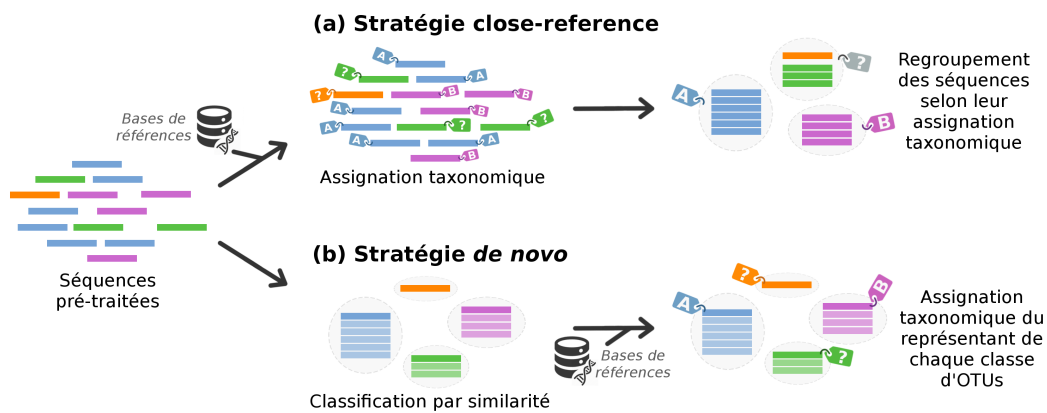 (a) Stratégie close-reference
Bases de
références
A
?
A
?
B
B
A
B
?
?
A
A
A
B
Assignation taxonomique
A
?
B
Regroupement
des séquences
selon leur
assignation
taxonomique
Séquences
pré-traitées
(b) Stratégie de novo
Classification par similarité
Bases de
références
?
A
B
?
Assignation
taxonomique du
représentant de
chaque classe
d'OTUs